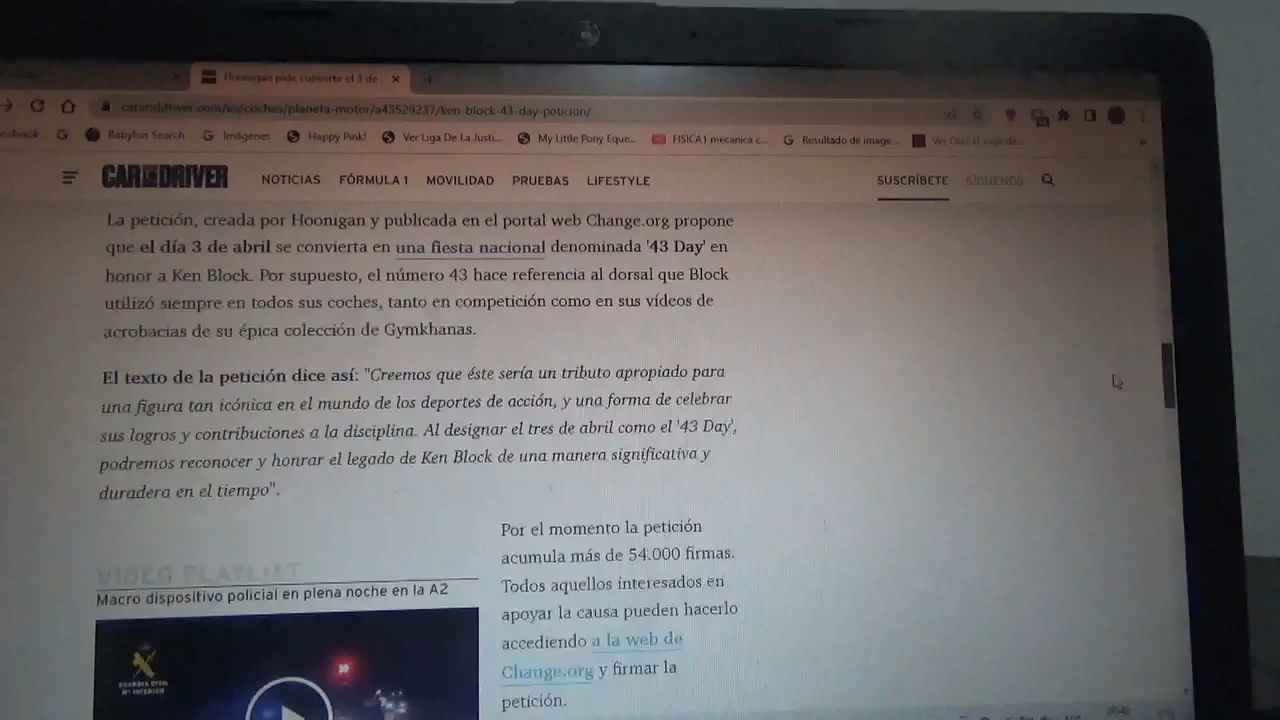 Hoonigan pide convertir el 3 de
caranddriver.com/es/coches/planeta-motor/a43529237/ken-block-43-day-peticion/
Babylon Search
Imágenes
Happy Pink!
Ver Liga De La Justi...
My Little Pony Eque...
FISICA1 mecanica c...
Resultado de image...
CAR AND DRIVER
NOTICIAS
FÓRMULA 1
MOVILIDAD
PRUEBAS
LIFESTYLE
SUSCRÍBETE
SÍGUENOS
La petición, creada por Hoonigan y publicada en el portal web Change.org propone
que el día 3 de abril se convierta en una fiesta nacional denominada '43 Day' en
honor a Ken Block. Por supuesto, el número 43 hace referencia al dorsal que Block
utilizó siempre en todos sus coches, tanto en competición como en sus vídeos de
acrobacias de su épica colección de Gymkhanas.
El texto de la petición dice así: "Creemos que éste sería un tributo apropiado para
una figura tan icónica en el mundo de los deportes de acción, y una forma de celebrar
sus logros y contribuciones a la disciplina. Al designar el tres de abril como el '43 Day',
podremos reconocer y honrar el legado de Ken Block de una manera significativa y
duradera en el tiempo".
VIDEO PLAYLIST
Macro dispositivo policial en plena noche en la A2
GUARDIA CIVIL
Mº INTERIOR
Por el momento la petición
acumula más de 54.000 firmas.
Todos aquellos interesados en
apoyar la causa pueden hacerlo
accediendo a la web de
Change.org y firmar la
petición.